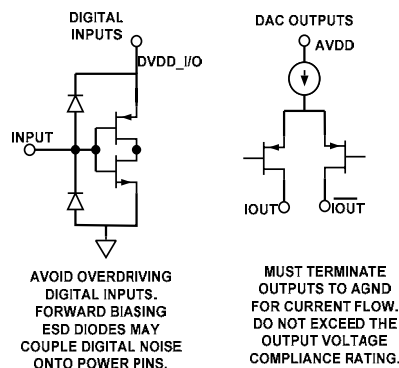 DIGITAL
INPUTS
DVDD_I/O
INPUT
AVOID OVERDRIVING
DIGITAL INPUTS.
FORWARD BIASING
ESD DIODES MAY
COUPLE DIGITAL NOISE
ONTO POWER PINS.
DAC OUTPUTS
AVDD
IOUT
IOUT
MUST TERMINATE
OUTPUTS TO AGND
FOR CURRENT FLOW.
DO NOT EXCEED THE
OUTPUT VOLTAGE
COMPLIANCE RATING.